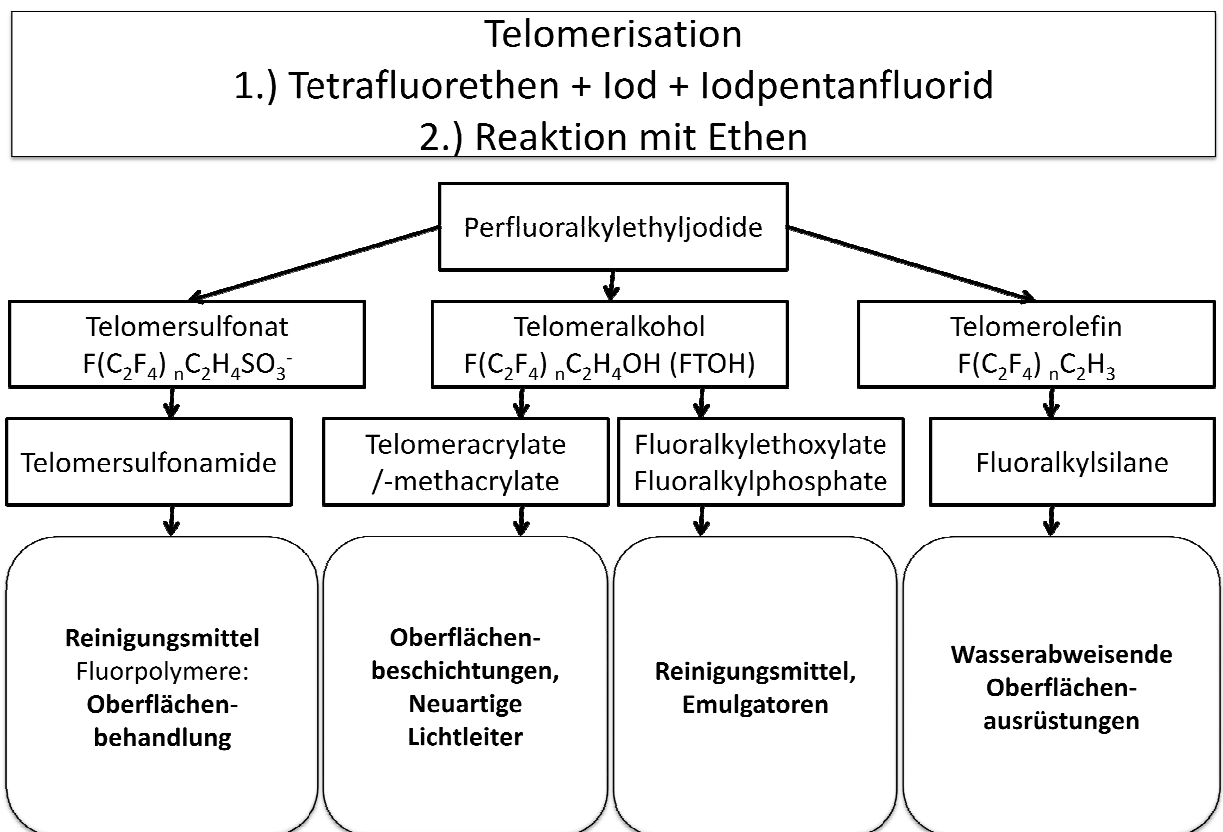 Telomerisation
1.) Tetrafluorethen + Iod + Iodpentanfluorid
2.) Reaktion mit Ethen
Perfluoralkylethyljodide
Telomersulfonat
F(C₂F₄) ₙC₂H₄SO₃⁻
Telomeralkohol
F(C₂F₄) ₙC₂H₄OH (FTOH)
Telomerolefin
F(C₂F₄) ₙC₂H₃
Telomersulfonamide
Telomeracrylate
/-methacrylate
Fluoralkylethoxylate
Fluoralkylphosphate
Fluoralkylsilane
Reinigungsmittel
Fluorpolymere:
Oberflächen-
behandlung
Oberflächen-
beschichtungen,
Neuartige
Lichtleiter
Reinigungsmittel,
Emulgatoren
Wasserabweisende
Oberflächen-
ausrüstungen